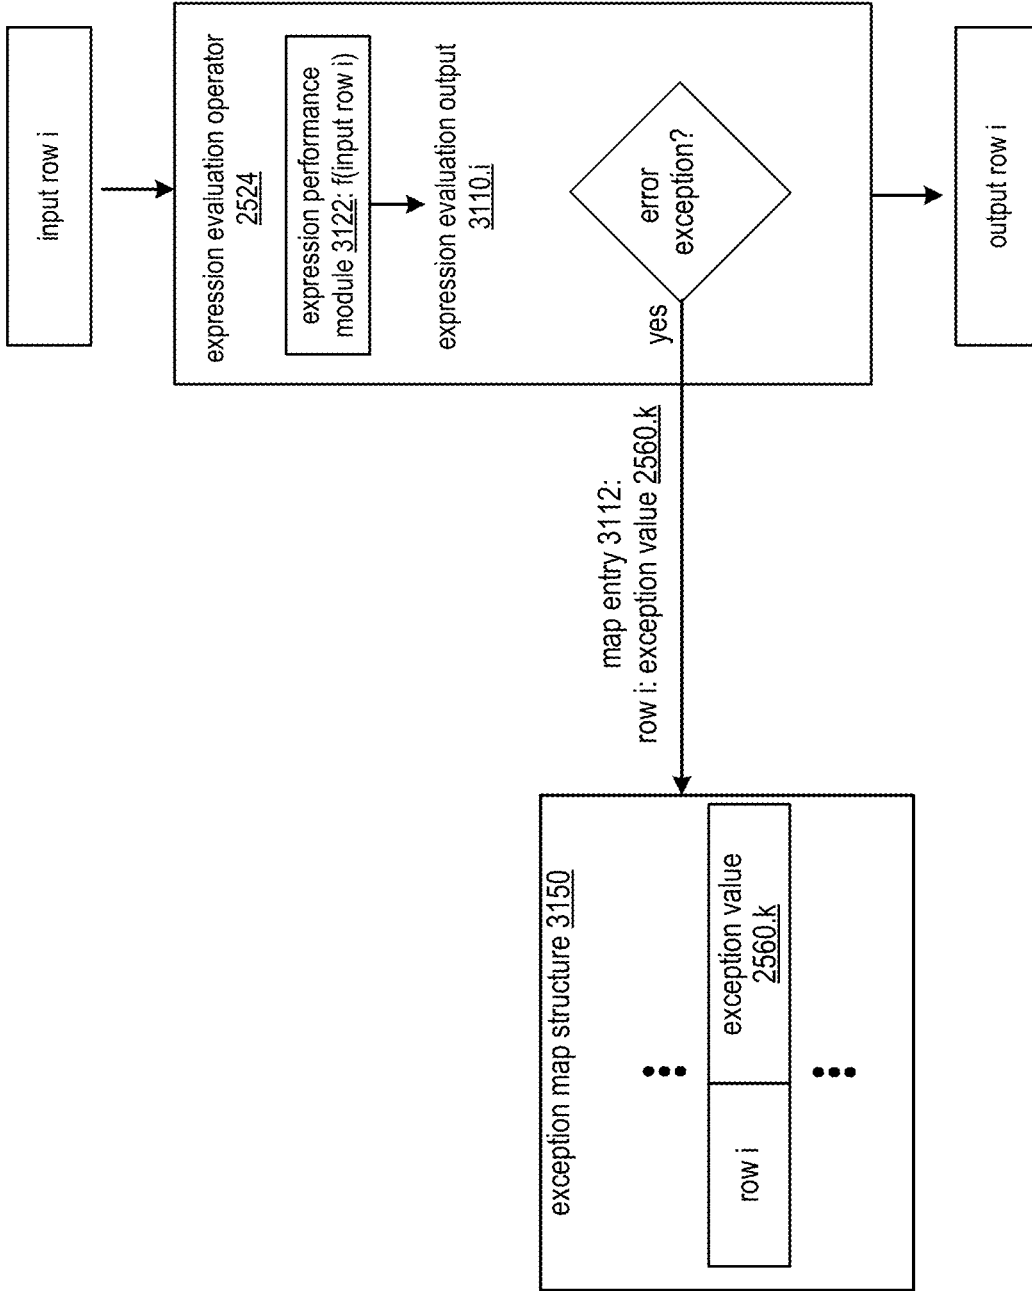 input row i
expression evaluation operator
2524
expression performance
module 3122: f(input row i)
expression evaluation output
3110.i
error
exception?
yes
map entry 3112:
row i: exception value 2560.k
exception map structure 3150
row i
exception value
2560.k
output row i